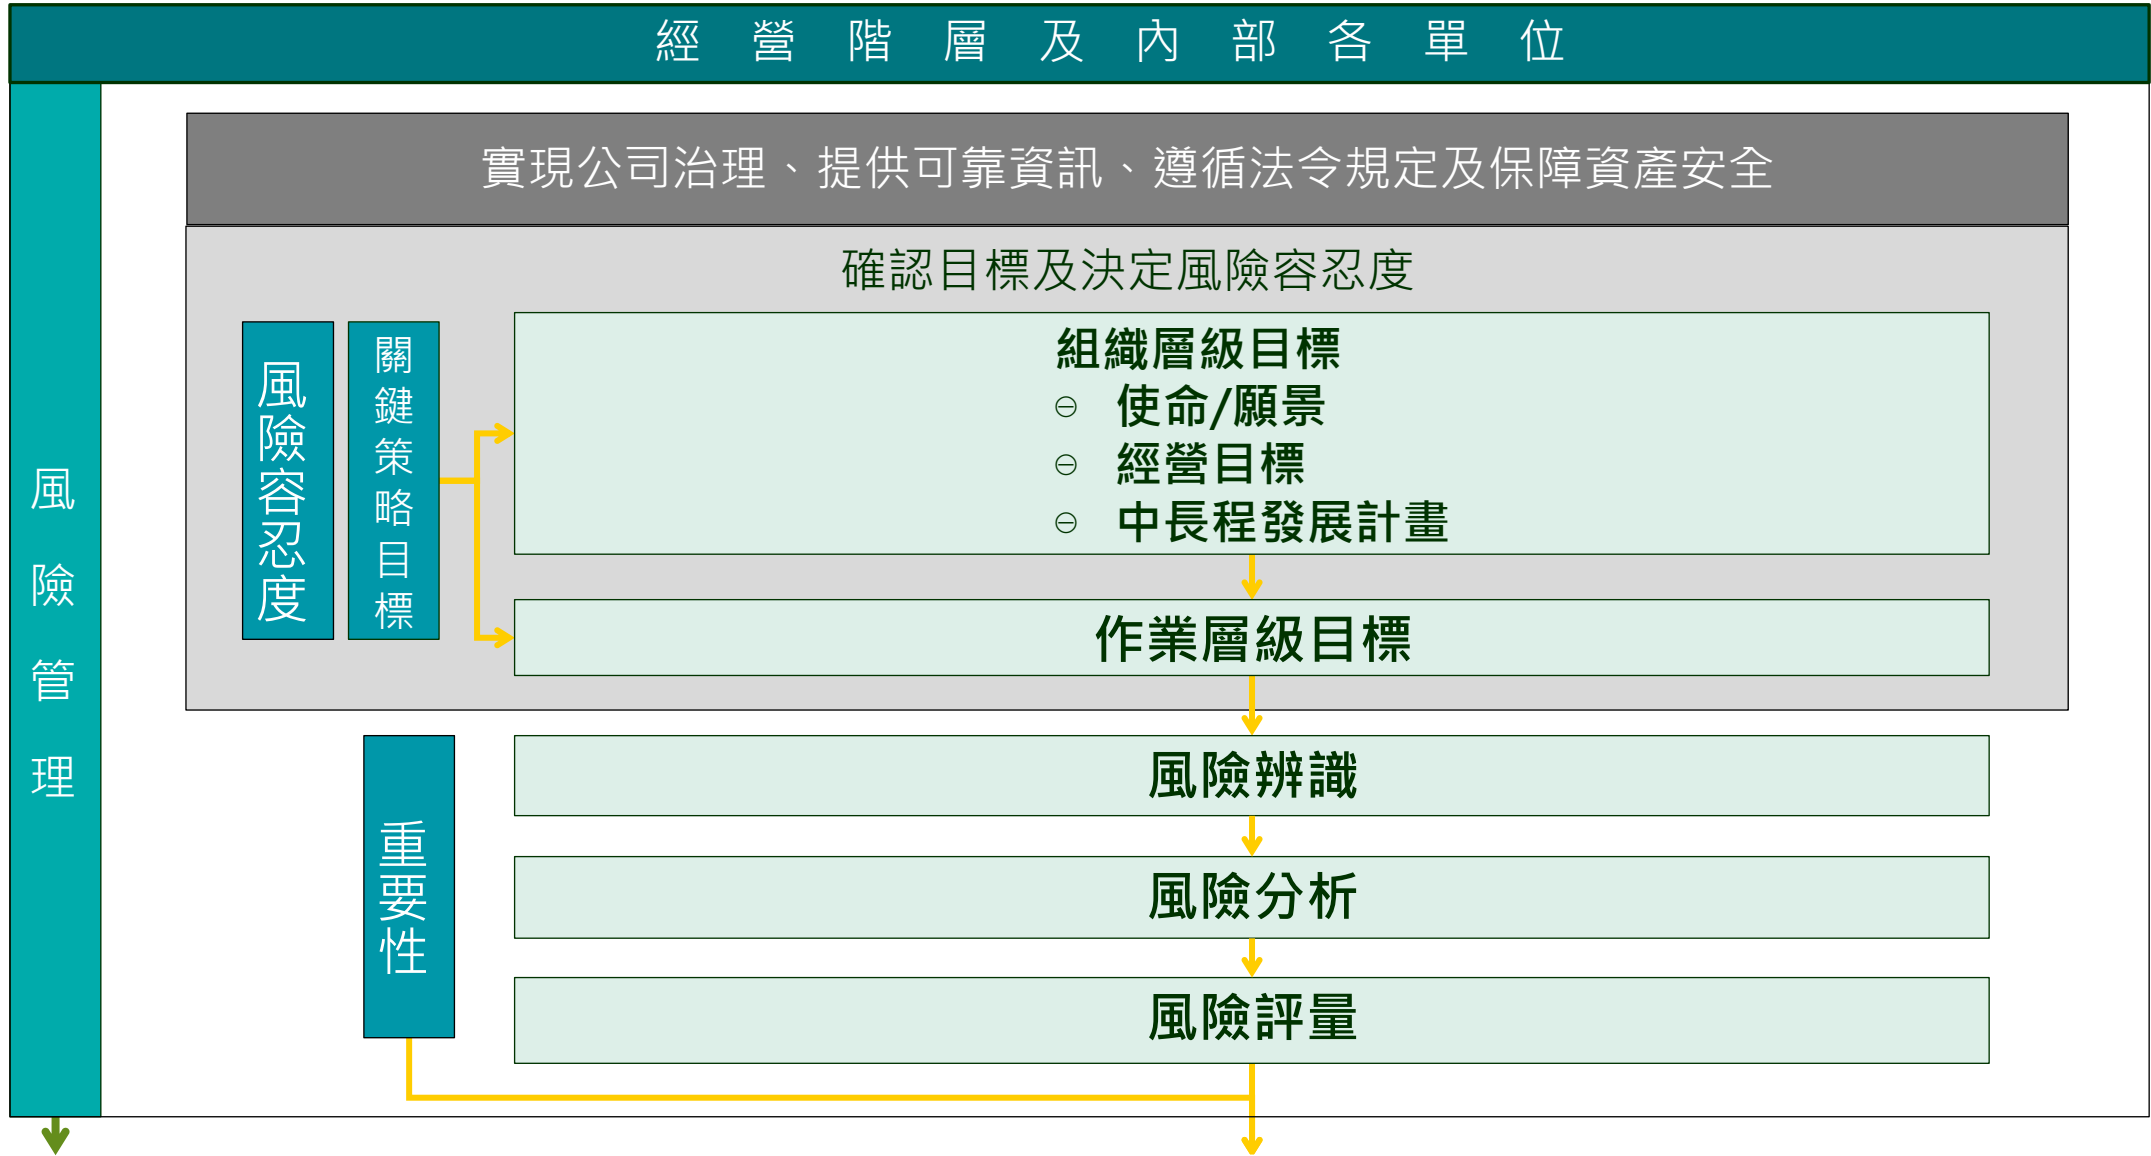 經營階層及內部各單位
風險管理
實現公司治理、提供可靠資訊、遵循法令規定及保障資產安全
確認目標及決定風險容忍度
風險容忍度
關鍵策略目標
組織層級目標
⊖ 使命/願景
⊖ 經營目標
⊖ 中長程發展計畫
作業層級目標
重要性
風險辨識
風險分析
風險評量